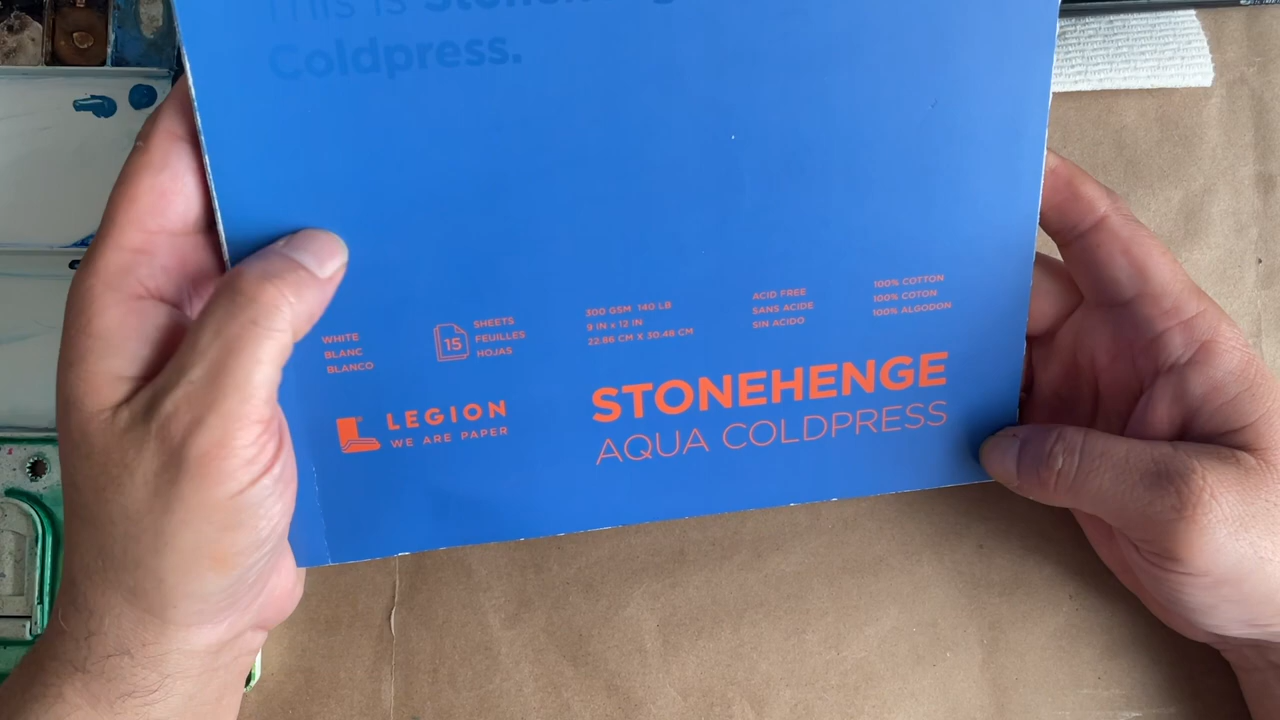 This is Stonehenge
Coldpress.
WHITE
BLANC
BLANCO
15
SHEETS
FEUILLES
HOJAS
300 GSM 140 LB
9 IN x 12 IN
22.86 CM X 30.48 CM
ACID FREE
SANS ACIDE
SIN ACIDO
100% COTTON
100% COTON
100% ALGODON
LEGION
WE ARE PAPER
STONEHENGE
AQUA COLDPRESS